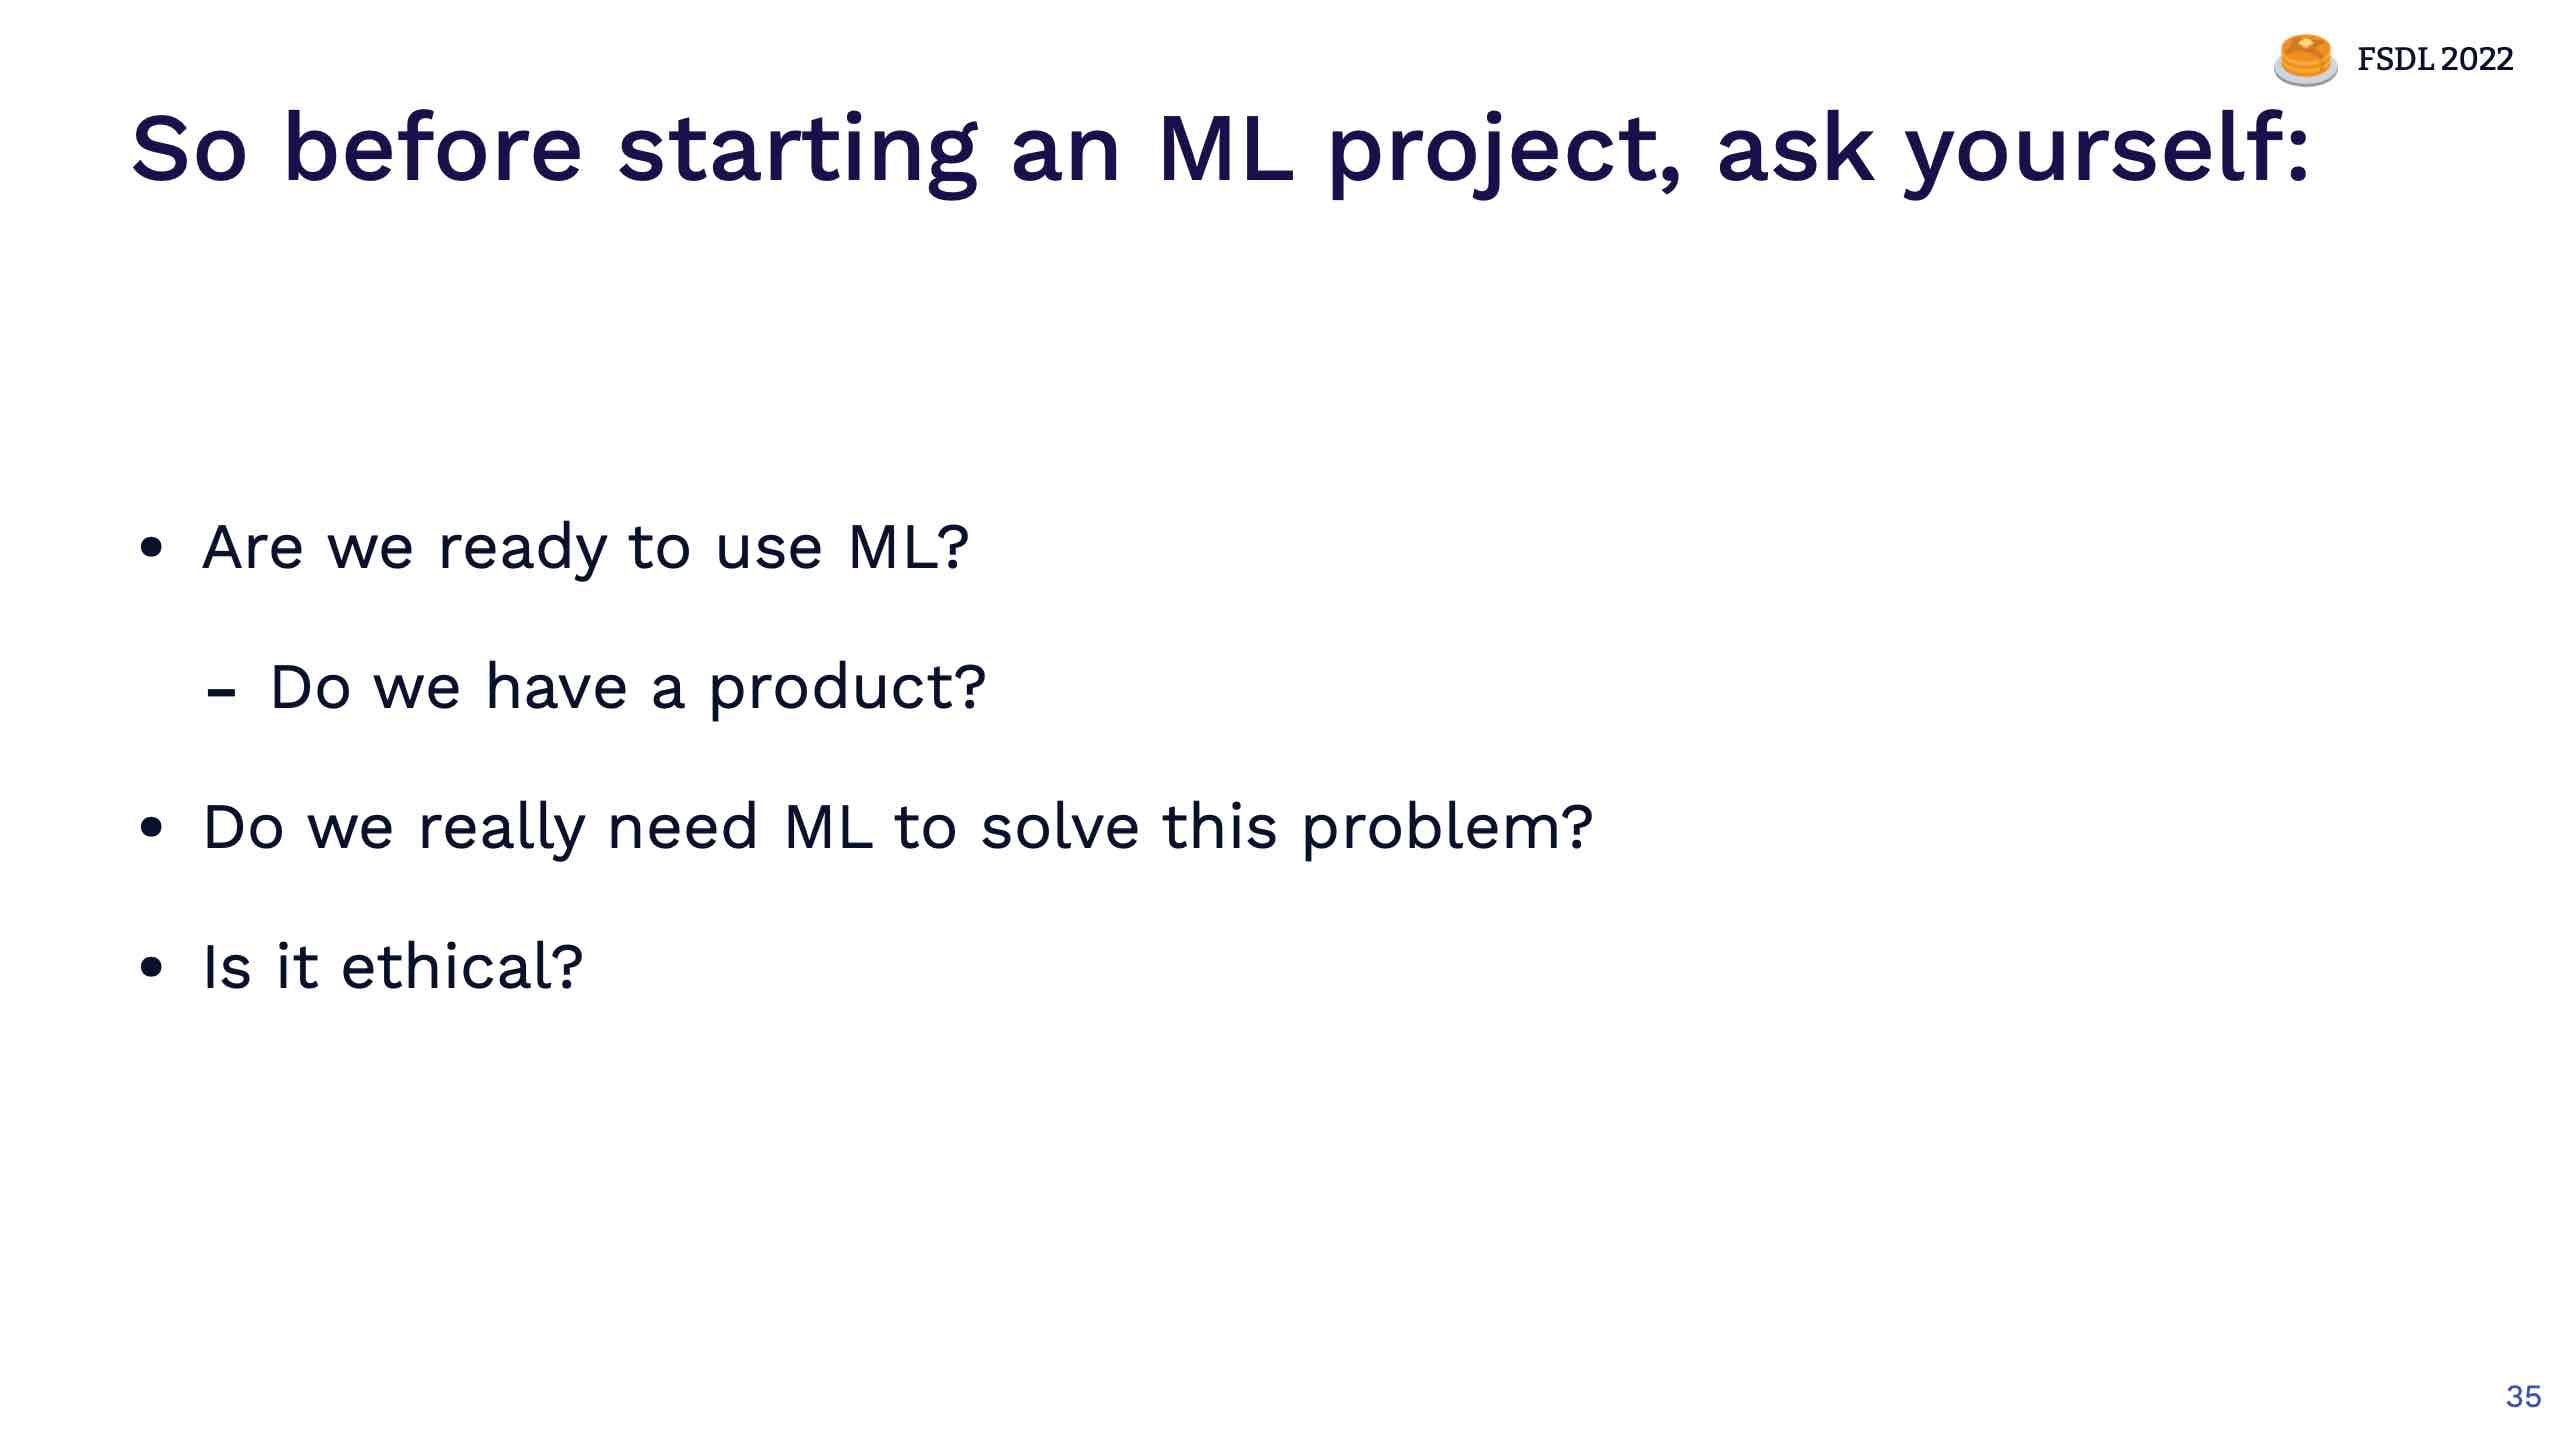 FSDL 2022
So before starting an ML project, ask yourself:
• Are we ready to use ML?
- Do we have a product?
• Do we really need ML to solve this problem?
• Is it ethical?
35